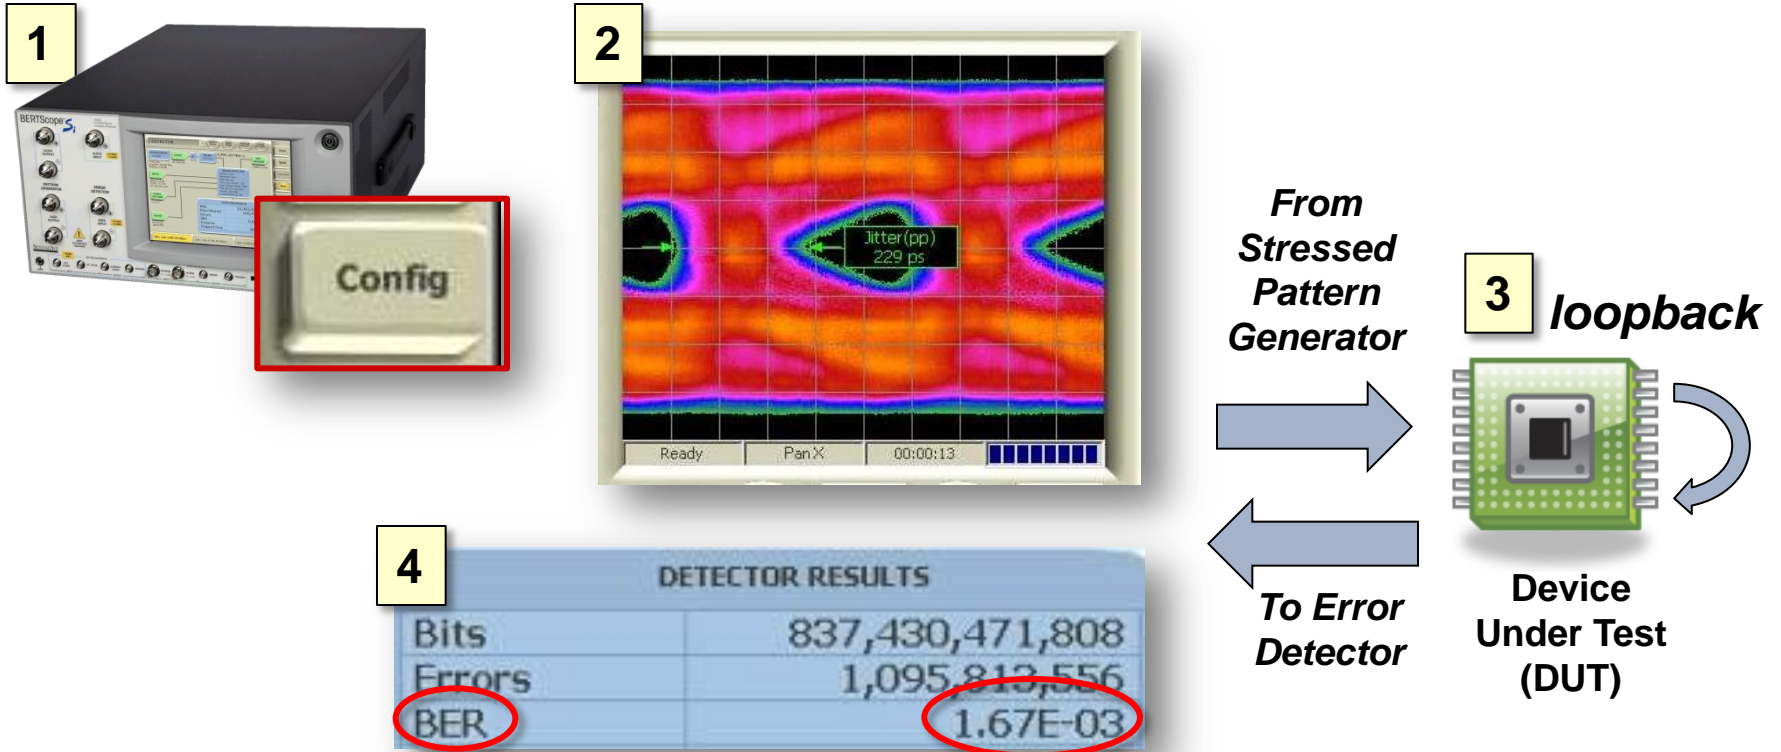 1
BERTScope Si
Config
2
Jitter(pp)
229 ps
Ready
Pan X
00:00:13
From
Stressed
Pattern
Generator
3
loopback
To Error
Detector
Device
Under Test
(DUT)
4
DETECTOR RESULTS
Bits 837,430,471,808
Errors 1,095,813,556
BER 1.67E-03